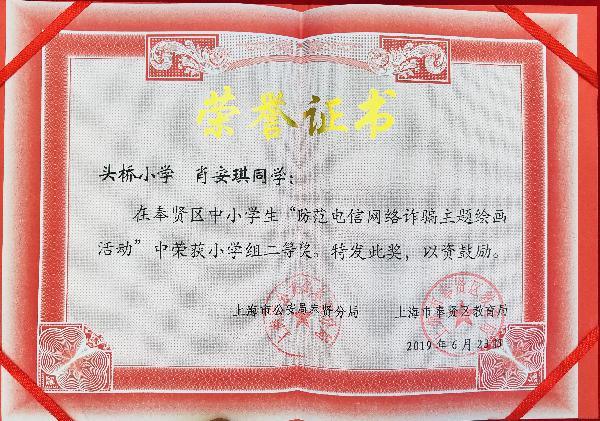 荣誉证书
头桥小学 肖安琪同学：
在奉贤区中小学生“防范电信网络诈骗主题绘画
活动”中荣获小学组二等奖。特发此奖，以资鼓励。
上海市公安局奉贤分局 上海市奉贤区教育局
2019年6月